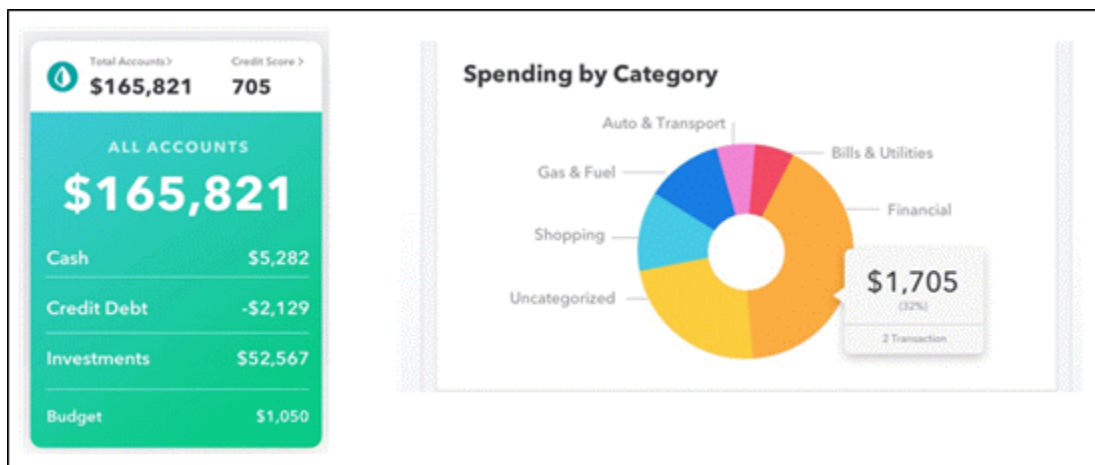 Total Accounts > Credit Score >
$165,821 705
ALL ACCOUNTS
$165,821
Cash $5,282
Credit Debt -$2,129
Investments $52,567
Budget $1,050
Spending by Category
Auto & Transport
Bills & Utilities
Gas & Fuel
Financial
Shopping
Uncategorized
$1,705
(32%)
2 Transaction